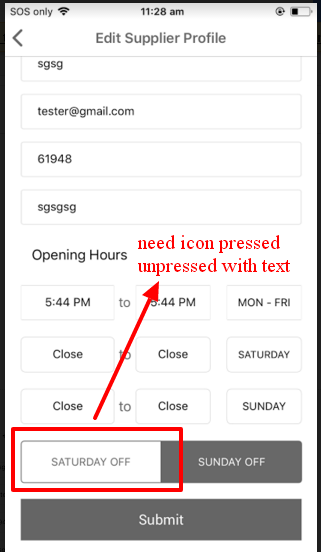 SOS only 11:28 am
Edit Supplier Profile
sgsg
tester@gmail.com
61948
sgsgsg
need icon pressed
unpressed with text
Opening Hours
5:44 PM to 5:44 PM MON - FRI
Close to Close SATURDAY
Close to Close SUNDAY
SATURDAY OFF SUNDAY OFF
Submit